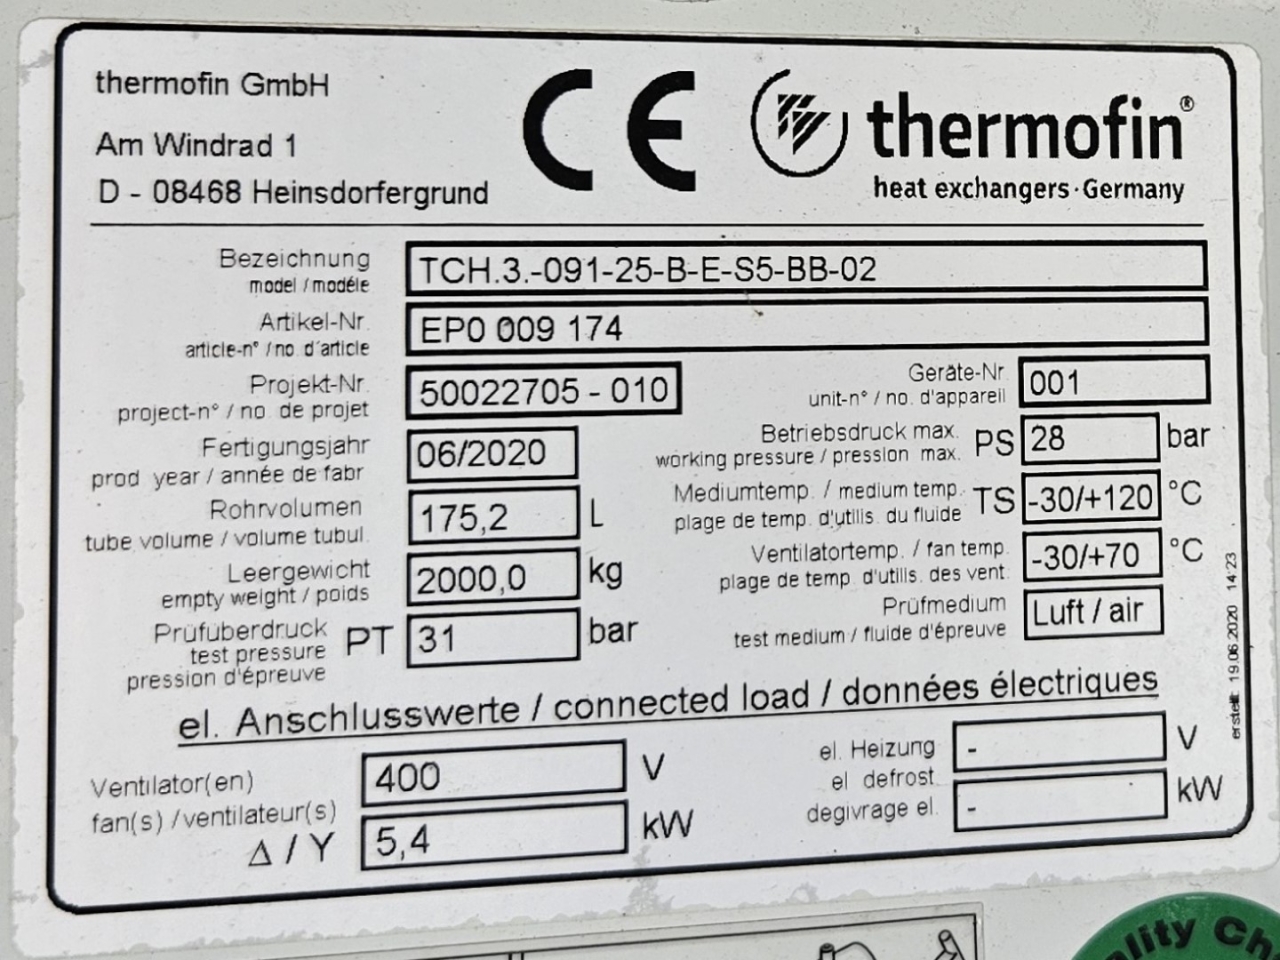 thermofin GmbH
Am Windrad 1
D - 08468 Heinsdorfergrund
CE
thermofin®
heat exchangers·Germany
Bezeichnung
model / modéle
TCH.3.-091-25-B-E-S5-BB-02
Artikel-Nr.
article-n° / no. d'article
EP0 009 174
Projekt-Nr.
project-n° / no. de projet
50022705 - 010
Geräte-Nr
unit-n° / no. d'appareil
001
Fertigungsjahr
prod year / année de fabr
06/2020
Betriebsdruck max. PS 28 bar
working pressure / pression max.
Rohrvolumen
tube volume / volume tubul.
175,2 L
Mediumtemp. / medium temp. TS -30/+120 °C
plage de temp. d'utilis. du fluide
Leergewicht
empty weight / poids
2000,0 kg
Ventilatortemp. / fan temp. -30/+70 °C
plage de temp. d'utilis. des vent.
Prüfüberdruck
test pressure
pression d'épreuve
PT 31 bar
Prüfmedium
test medium / fluide d'épreuve
Luft / air
erstellt: 19.06.2020 14:23
el. Anschlusswerte / connected load / données électriques
Ventilator(en)
fan(s) /ventilateur(s)
Δ / Y
400 V
5,4 kW
el. Heizung
el defrost
degivrage el.
- V
- kW